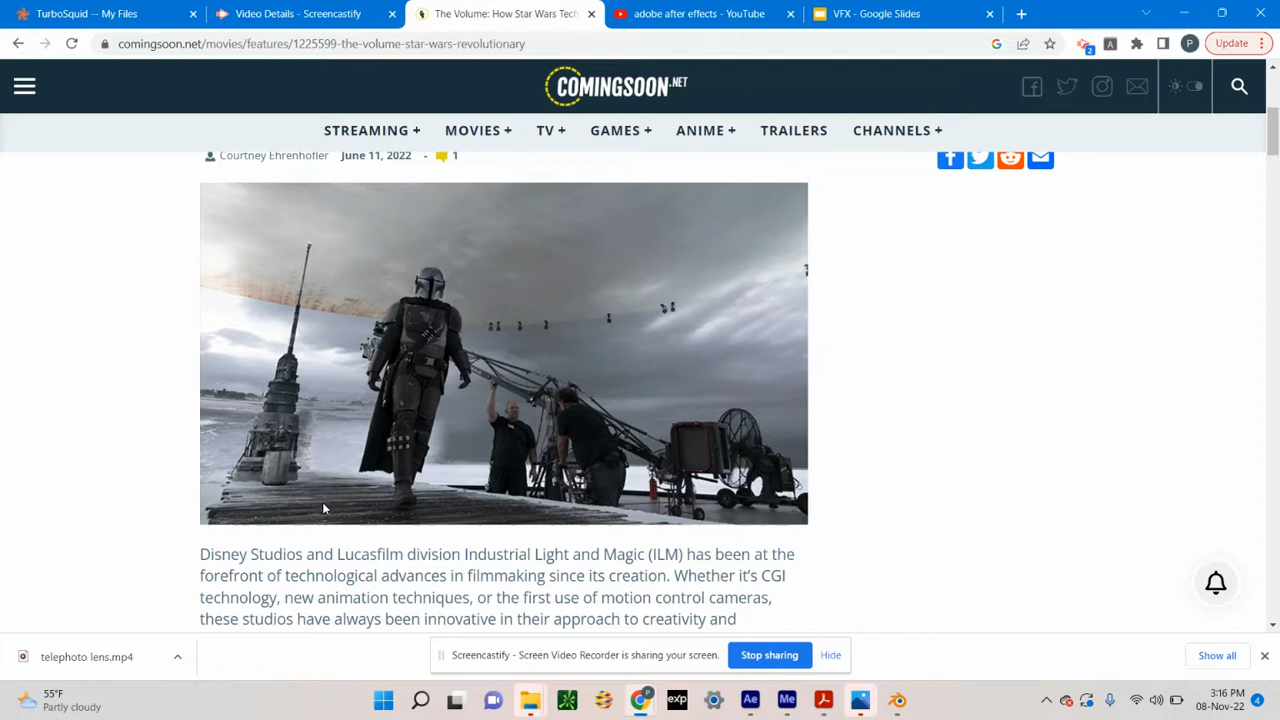 TurboSquid - My Files
Video Details - Screencastify
The Volume: How Star Wars Tech
adobe after effects - YouTube
VFX - Google Slides
comingsoon.net/movies/features/1225599-the-volume-star-wars-revolutionary
2
A
P
Update
COMINGSOON.NET
STREAMING +
MOVIES +
TV +
GAMES +
ANIME +
TRAILERS
CHANNELS +
Courtney Ehrenhofler June 11, 2022 - 1
Disney Studios and Lucasfilm division Industrial Light and Magic (ILM) has been at the
forefront of technological advances in filmmaking since its creation. Whether it's CGI
technology, new animation techniques, or the first use of motion control cameras,
these studios have always been innovative in their approach to creativity and
telephoto lens.mp4
Screencastify - Screen Video Recorder is sharing your screen.
Stop sharing
Hide
Show all
55°F
Partly cloudy
P
exp
Ae
Me
3:16 PM
08-Nov-22
4